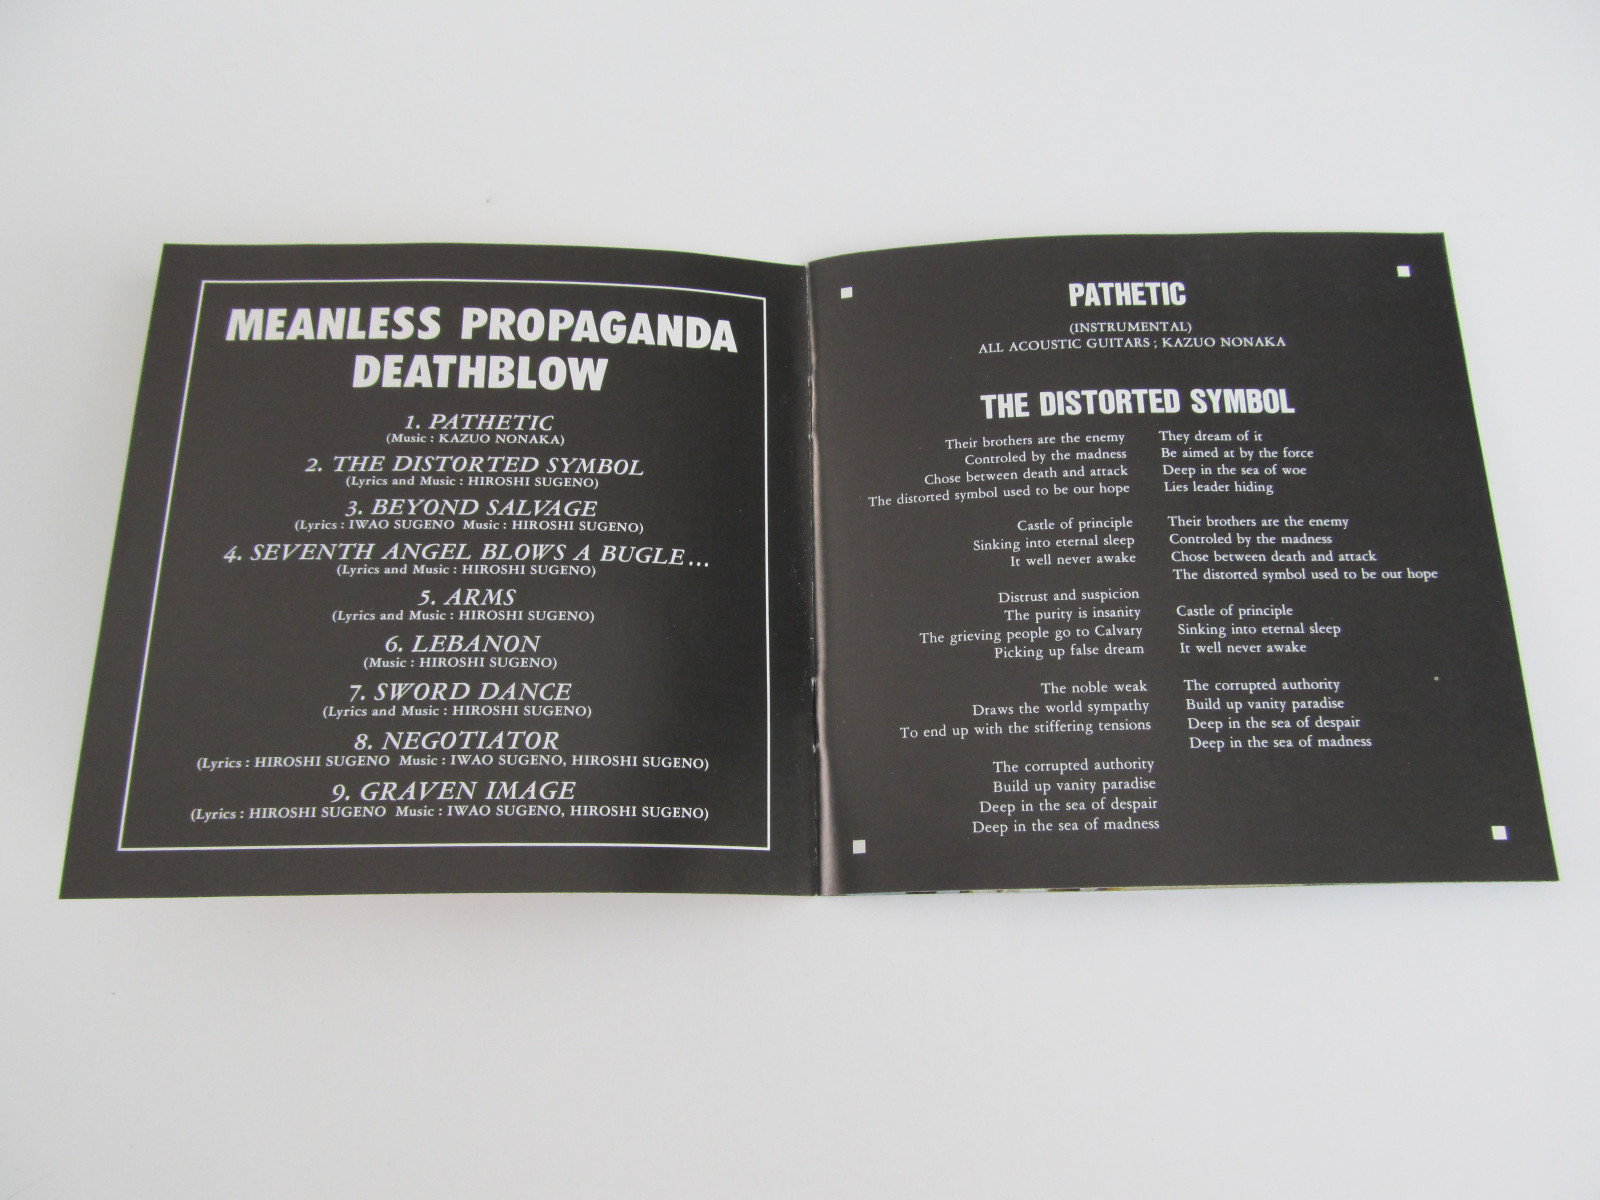 MEANLESS PROPAGANDA
DEATHBLOW
1. PATHETIC
(Music : KAZUO NONAKA)
2. THE DISTORTED SYMBOL
(Lyrics and Music : HIROSHI SUGENO)
3. BEYOND SALVAGE
(Lyrics : IWAO SUGENO Music : HIROSHI SUGENO)
4. SEVENTH ANGEL BLOWS A BUGLE...
(Lyrics and Music : HIROSHI SUGENO)
5. ARMS
(Lyrics and Music : HIROSHI SUGENO)
6. LEBANON
(Music : HIROSHI SUGENO)
7. SWORD DANCE
(Lyrics and Music : HIROSHI SUGENO)
8. NEGOTIATOR
(Lyrics : HIROSHI SUGENO Music : IWAO SUGENO, HIROSHI SUGENO)
9. GRAVEN IMAGE
(Lyrics : HIROSHI SUGENO Music : IWAO SUGENO, HIROSHI SUGENO)
PATHETIC
(INSTRUMENTAL)
ALL ACOUSTIC GUITARS ; KAZUO NONAKA
THE DISTORTED SYMBOL
Their brothers are the enemy
Controled by the madness
Chose between death and attack
The distorted symbol used to be our hope
Castle of principle
Sinking into eternal sleep
It well never awake
Distrust and suspicion
The purity is insanity
The grieving people go to Calvary
Picking up false dream
The noble weak
Draws the world sympathy
To end up with the stiffering tensions
The corrupted authority
Build up vanity paradise
Deep in the sea of despair
Deep in the sea of madness
They dream of it
Be aimed at by the force
Deep in the sea of woe
Lies leader hiding
Their brothers are the enemy
Controled by the madness
Chose between death and attack
The distorted symbol used to be our hope
Castle of principle
Sinking into eternal sleep
It well never awake
The corrupted authority
Build up vanity paradise
Deep in the sea of despair
Deep in the sea of madness